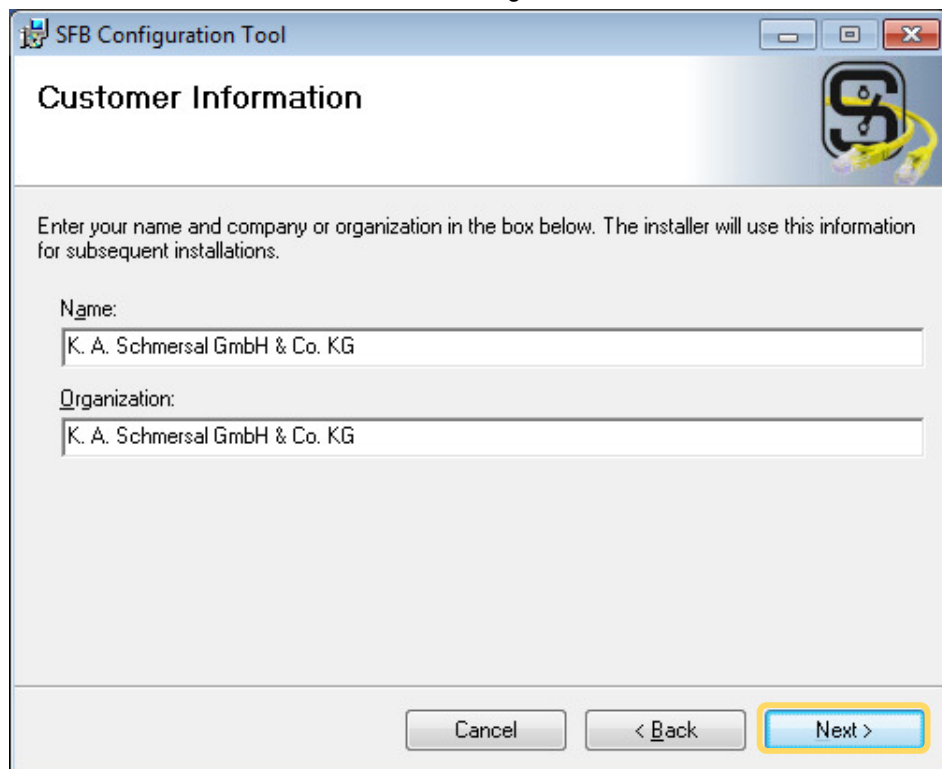 SFB Configuration Tool
Customer Information
Enter your name and company or organization in the box below. The installer will use this information
for subsequent installations.
Name:
K. A. Schmersal GmbH & Co. KG
Organization:
K. A. Schmersal GmbH & Co. KG
Cancel
< Back
Next >